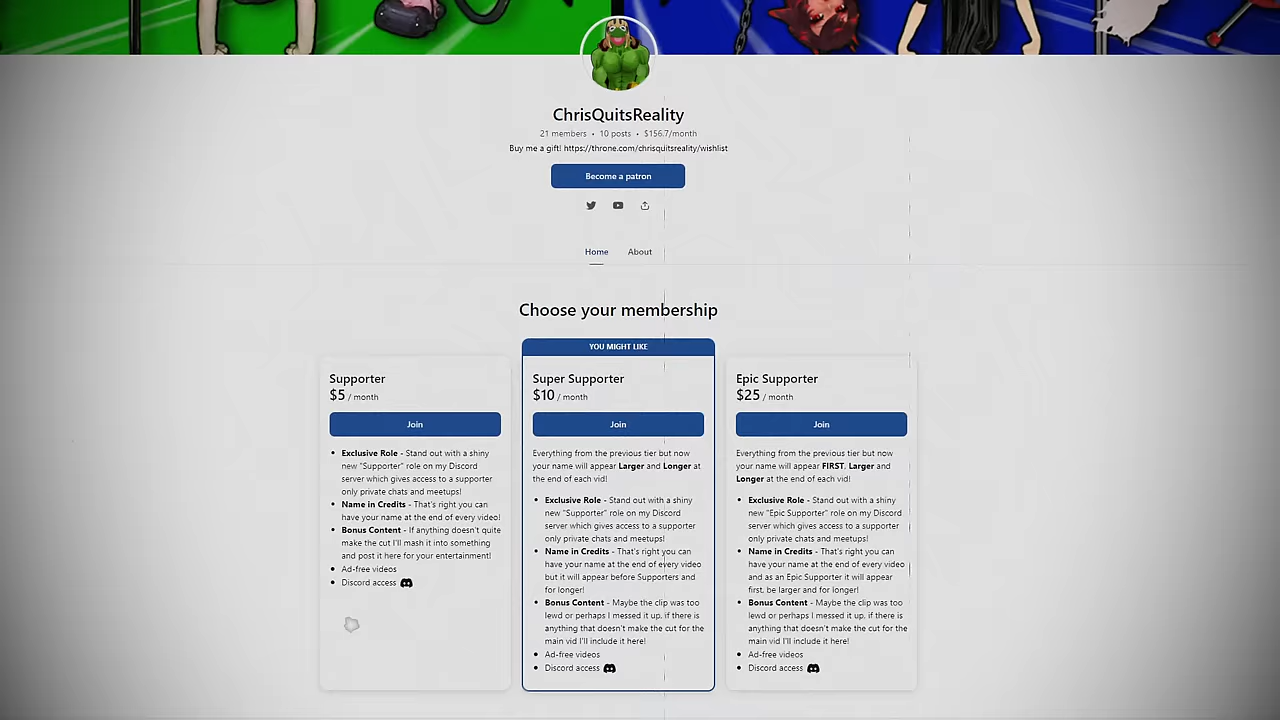 ChrisQuitsReality
21 members • 10 posts • $156.7/month
Buy me a gift! https://throne.com/chrisquitsreality/wishlist
Become a patron
Home About
Choose your membership
Supporter
$5 / month
Join
• Exclusive Role - Stand out with a shiny
new "Supporter" role on my Discord
server which gives access to a supporter
only private chats and meetups!
• Name in Credits - That's right you can
have your name at the end of every video!
• Bonus Content - If anything doesn't quite
make the cut I'll mash it into something
and post it here for your entertainment!
• Ad-free videos
• Discord access
YOU MIGHT LIKE
Super Supporter
$10 / month
Join
Everything from the previous tier but now
your name will appear Larger and Longer at
the end of each vid!
• Exclusive Role - Stand out with a shiny
new "Supporter" role on my Discord
server which gives access to a supporter
only private chats and meetups!
• Name in Credits - That's right you can
have your name at the end of every video
but it will appear before Supporters and
for longer!
• Bonus Content - Maybe the clip was too
lewd or perhaps I messed it up, if there is
anything that doesn't make the cut for the
main vid I'll include it here!
• Ad-free videos
• Discord access
Epic Supporter
$25 / month
Join
Everything from the previous tier but now
your name will appear FIRST, Larger and
Longer at the end of each vid!
• Exclusive Role - Stand out with a shiny
new "Epic Supporter" role on my Discord
server which gives access to a supporter
only private chats and meetups!
• Name in Credits - That's right you can
have your name at the end of every video
and as an Epic Supporter it will appear
first, be larger and for longer!
• Bonus Content - Maybe the clip was too
lewd or perhaps I messed it up, if there is
anything that doesn't make the cut for the
main vid I'll include it here!
• Ad-free videos
• Discord access